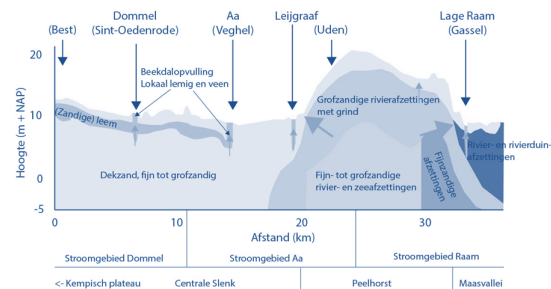 Dommel
Aa
Leijgraaf
Lage Raam
(Best)
(Sint-Oedenrode)
(Veghel)
(Uden)
(Gassel)
Beekdalopvulling
Lokaal lemig en veen
Grofzandige rivierafzettingen
met grind
(Zandige) leem
Rivier- en rivierduin-
afzettingen
Dekzand, fijn tot grofzandig
Fijn- tot grofzandige
rivier- en zeeafzettingen
Fijnzandige
afzettingen
Hoogte (m + NAP)
20
10
0
-5
0
10
20
30
Afstand (km)
Stroomgebied Dommel
Stroomgebied Aa
Stroomgebied Raam
<- Kempisch plateau
Centrale Slenk
Peelhorst
Maasvallei